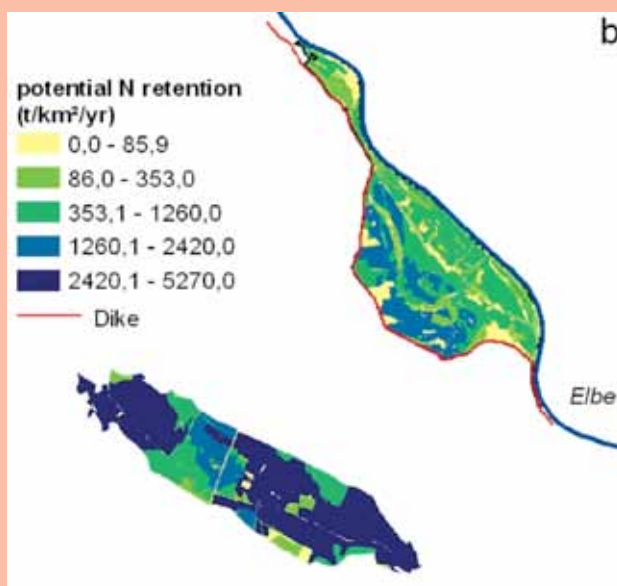 b
potential N retention
(t/km²/yr)
0,0 - 85,9
86,0 - 353,0
353,1 - 1260,0
1260,1 - 2420,0
2420,1 - 5270,0
Dike
Elbe